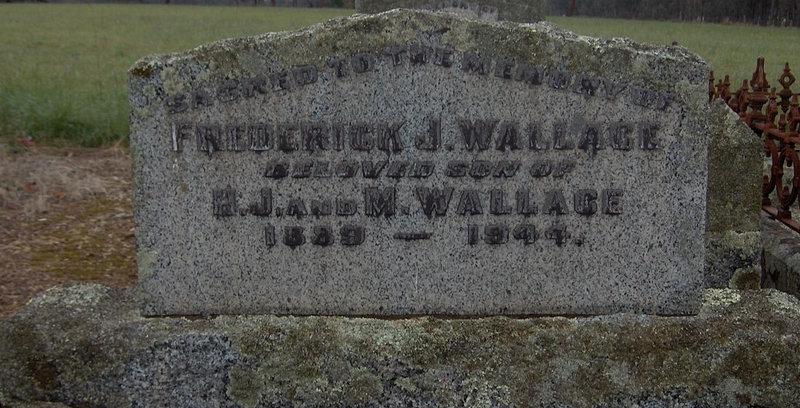 SACRED TO THE MEMORY OF
FREDERICK J. WALLACE
BELOVED SON OF
H. J. AND M. WALLACE
1889 — 1944.